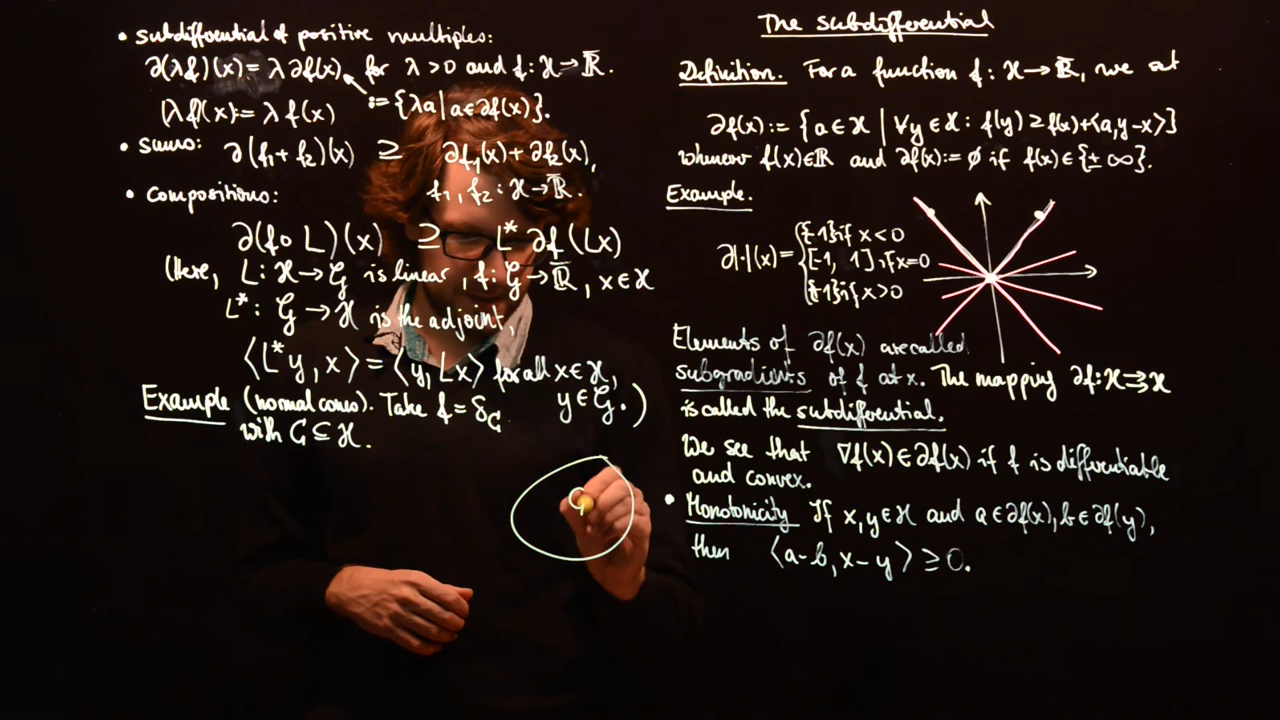 The subdifferential
Definition. For a function f: H→R̄, we set
∂f(x) := {a∈H | ∀y∈H: f(y) ≥ f(x)+⟨a,y-x⟩}
whenever f(x)∈R and ∂f(x) := ∅ if f(x)∈{±∞}.
Example.
∂|·|(x) = {
{-1} if x<0
[-1, 1] if x=0
{1} if x>0
Elements of ∂f(x) are called
subgradients of f at x. The mapping ∂f: H⇉H
is called the subdifferential.
We see that ∇f(x)∈∂f(x) if f is differentiable
and convex.
• Monotonicity If x,y∈H and a∈∂f(x), b∈∂f(y),
then ⟨a-b, x-y⟩ ≥ 0.
• subdifferential of positive multiples:
∂(λf)(x) = λ ∂f(x) for λ>0 and f: H→R̄.
(λf)(x) = λ f(x) := {λa | a∈∂f(x)}.
• sums: ∂(f₁+f₂)(x) ⊇ ∂f₁(x)+∂f₂(x),
f₁, f₂: H→R̄.
• compositions:
∂(f∘L)(x) ⊇ L* ∂f(Lx)
(Here, L: H→G is linear, f: G→R̄, x∈H
L*: G→H is the adjoint,
⟨L*y, x⟩ = ⟨y, Lx⟩ for all x∈H,
y∈G.)
Example (normal cones). Take f = δ_C
with C⊆H.
C